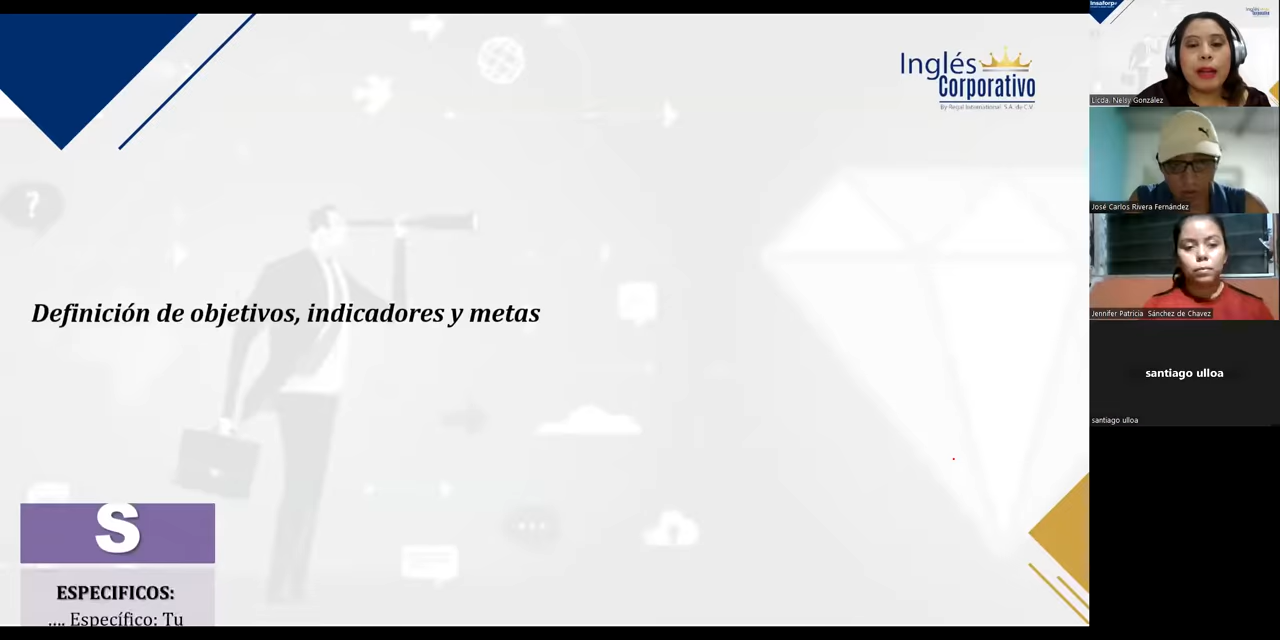 Inglés
Corporativo
By Regal International, S.A. de C.V.
?
Definición de objetivos, indicadores y metas
S
ESPECIFICOS:
.... Específico: Tu
Insaforp
Licda. Nelsy González
José Carlos Rivera Fernández
Jennifer Patricia Sánchez de Chavez
santiago ulloa
santiago ulloa